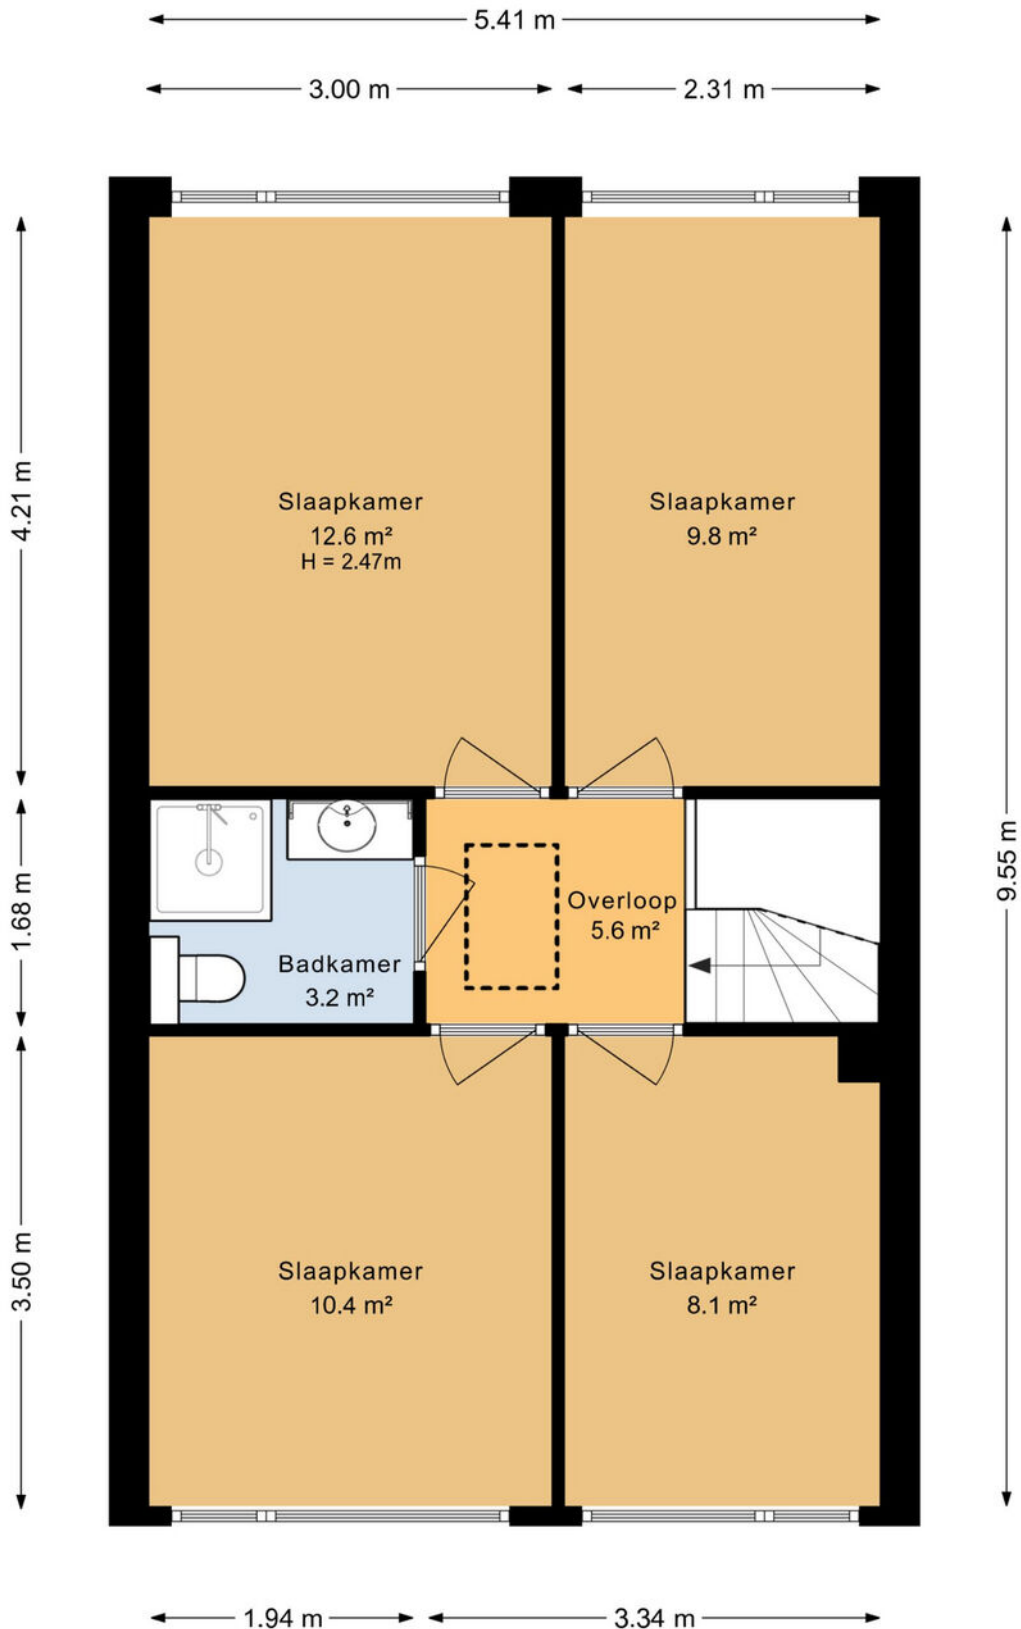 5.41 m
3.00 m
2.31 m
4.21 m
Slaapkamer
12.6 m²
H = 2.47m
Slaapkamer
9.8 m²
9.55 m
1.68 m
Overloop
5.6 m²
Badkamer
3.2 m²
3.50 m
Slaapkamer
10.4 m²
Slaapkamer
8.1 m²
1.94 m
3.34 m